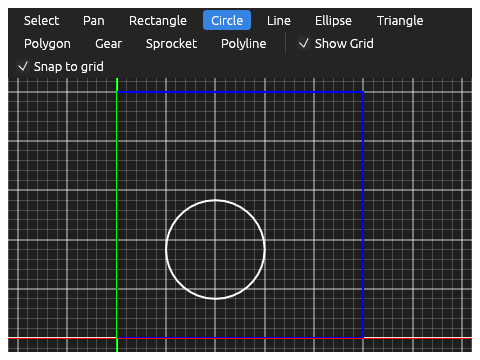 Select Pan Rectangle Circle Line Ellipse Triangle
Polygon Gear Sprocket Polyline Show Grid
Snap to grid